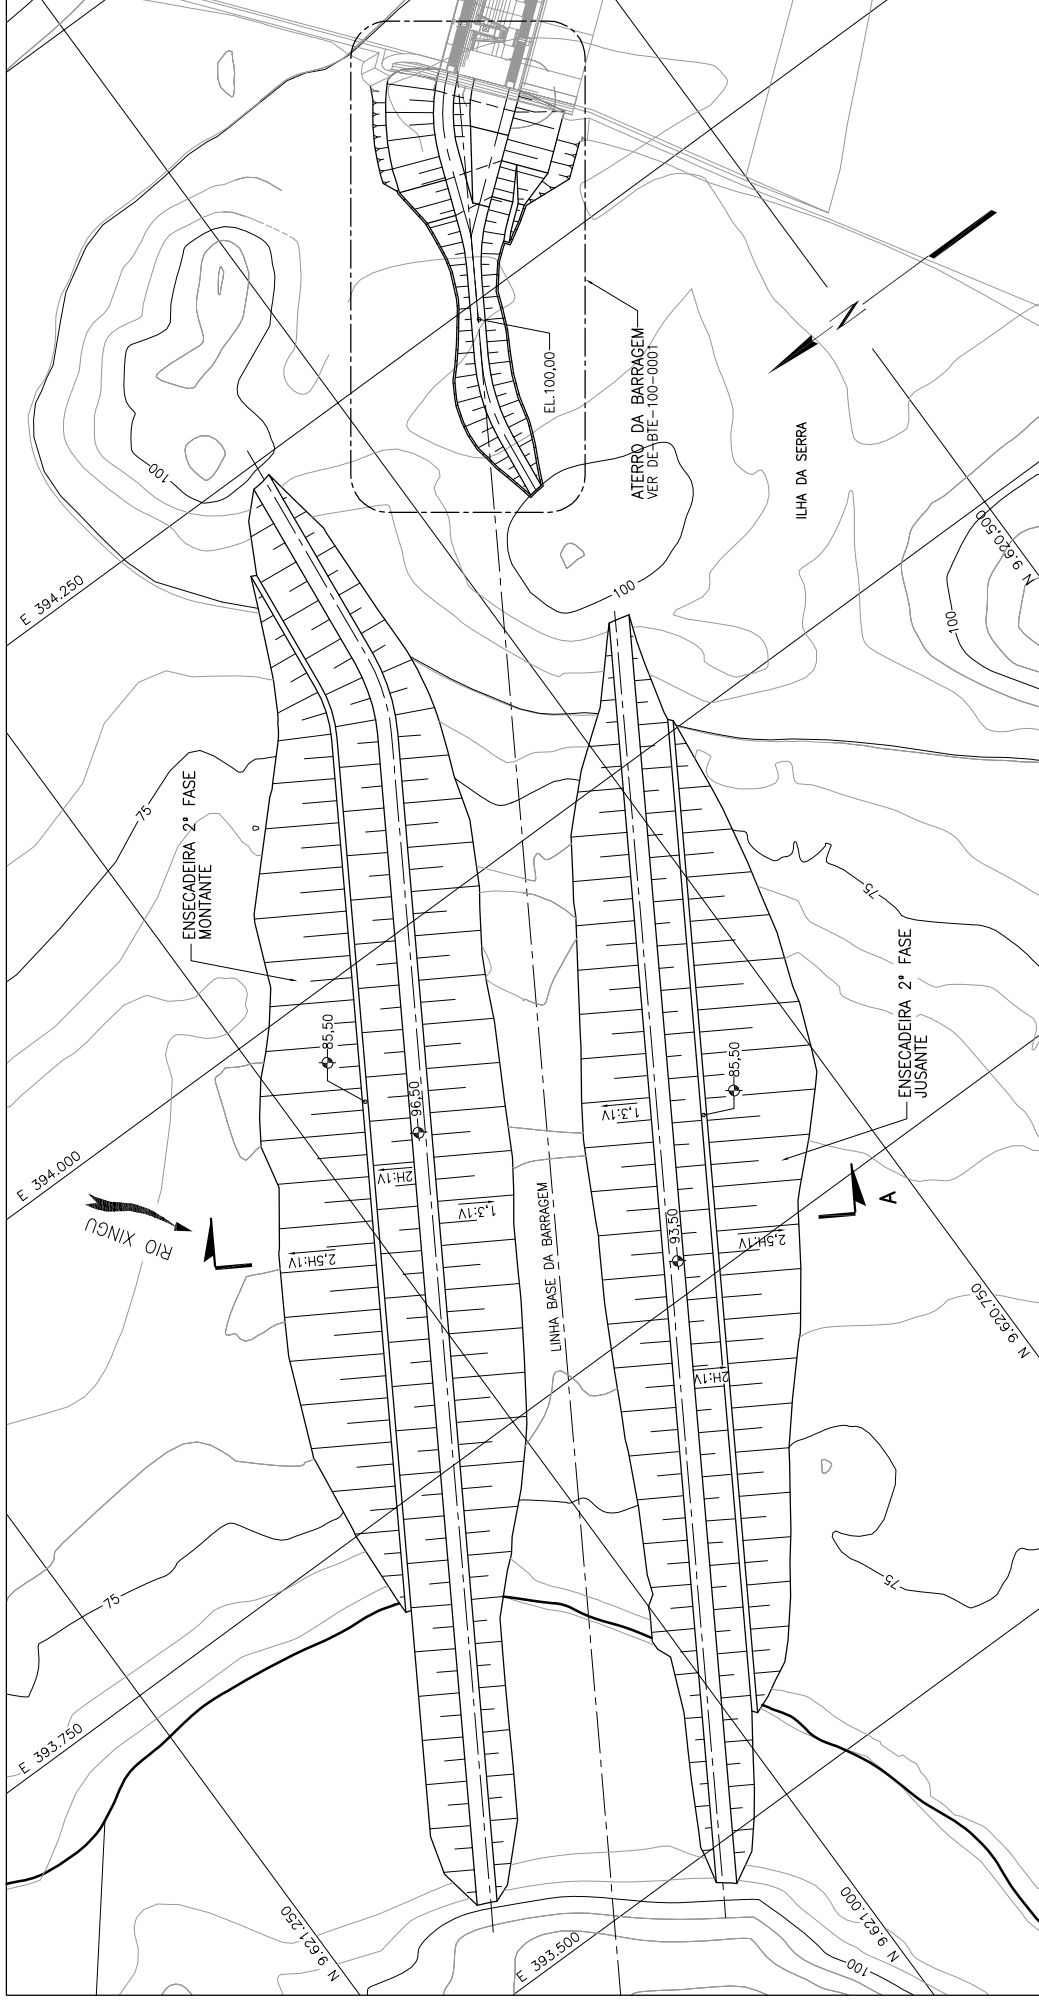 E 394.250
100
EL.100,00
ATERRO DA BARRAGEM
VER DE-BTE-100-0001
N
ILHA DA SERRA
N 9.620.500
100
100
75
ENSECADEIRA 2ª FASE
MONTANTE
85,50
96,50
2H:1V
1,3:1V
2,5H:1V
E 394.000
RIO XINGU
LINHA BASE DA BARRAGEM
75
ENSECADEIRA 2ª FASE
JUSANTE
85,50
1,3:1V
93,50
2,5H:1V
2H:1V
A
N 9.620.750
75
75
E 393.750
N 9.621.250
E 393.500
N 9.621.000
100